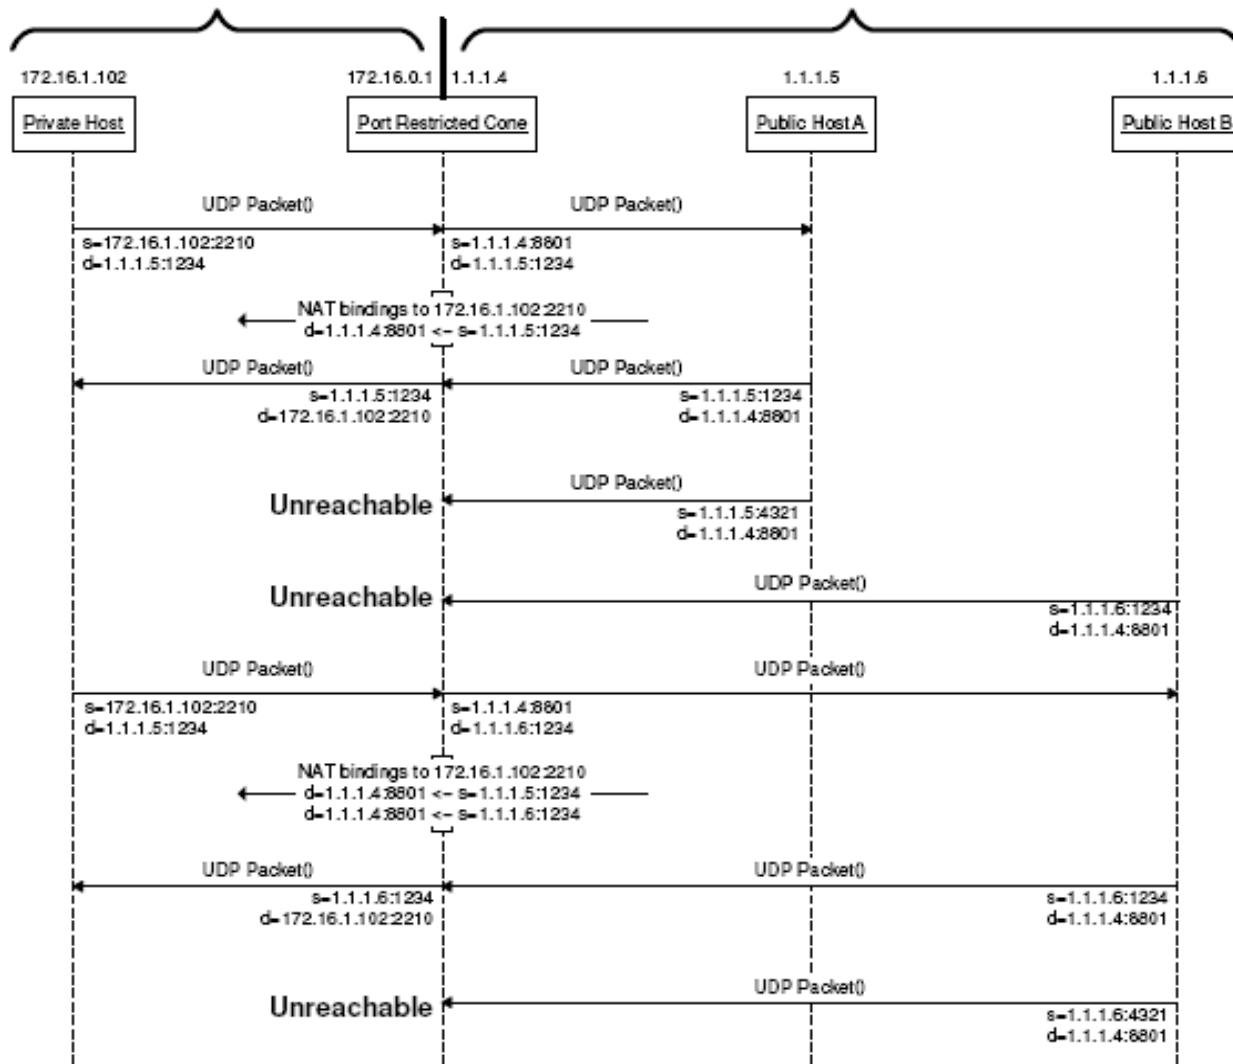 172.16.1.102
172.16.0.1
1.1.1.4
1.1.1.5
1.1.1.6
Private Host
Port Restricted Cone
Public Host A
Public Host B
UDP Packet()
UDP Packet()
s=172.16.1.102:2210
d=1.1.1.5:1234
s=1.1.1.4:8801
d=1.1.1.5:1234
NAT bindings to 172.16.1.102:2210
d=1.1.1.4:8801 <- s=1.1.1.5:1234
UDP Packet()
UDP Packet()
s=1.1.1.5:1234
d=172.16.1.102:2210
s=1.1.1.5:1234
d=1.1.1.4:8801
UDP Packet()
Unreachable
s=1.1.1.5:4321
d=1.1.1.4:8801
UDP Packet()
Unreachable
s=1.1.1.6:1234
d=1.1.1.4:8801
UDP Packet()
UDP Packet()
s=172.16.1.102:2210
d=1.1.1.5:1234
s=1.1.1.4:8801
d=1.1.1.6:1234
NAT bindings to 172.16.1.102:2210
d=1.1.1.4:8801 <- s=1.1.1.5:1234
d=1.1.1.4:8801 <- s=1.1.1.6:1234
UDP Packet()
UDP Packet()
s=1.1.1.6:1234
d=172.16.1.102:2210
s=1.1.1.6:1234
d=1.1.1.4:8801
UDP Packet()
Unreachable
s=1.1.1.6:4321
d=1.1.1.4:8801